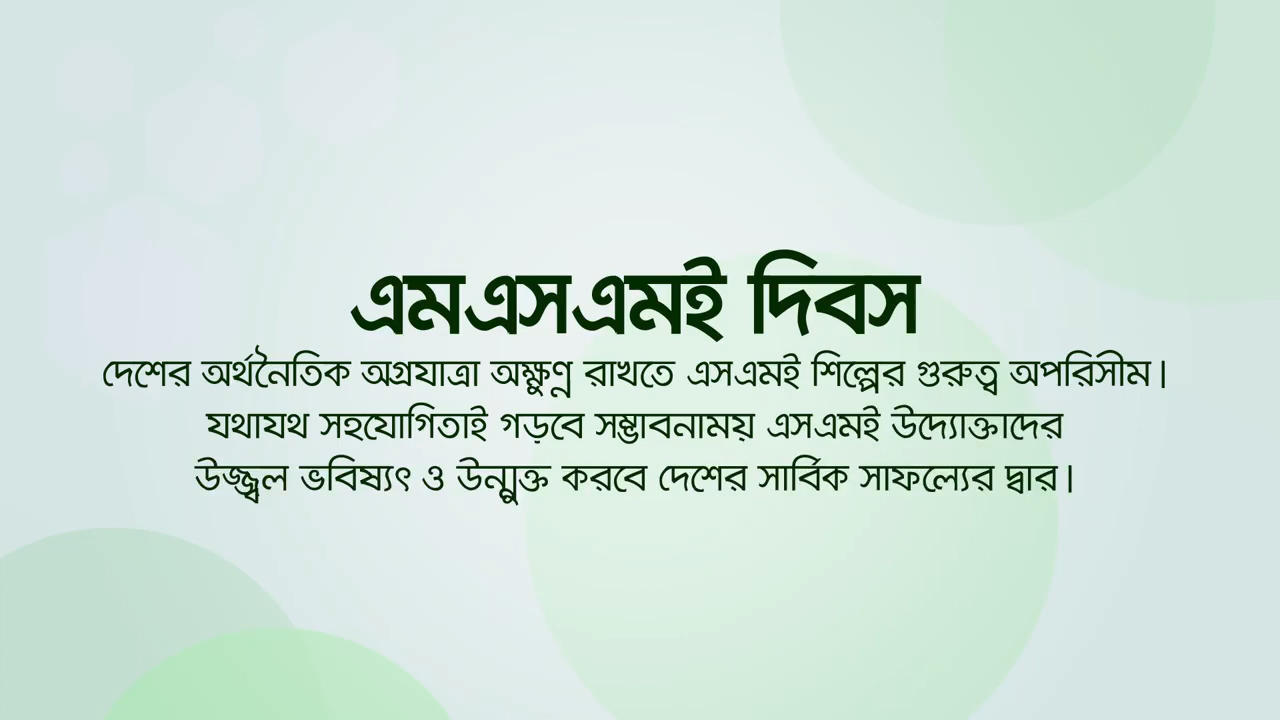 এমএসএমই দিবস
দেশের অর্থনৈতিক অগ্রযাত্রা অক্ষুণ্ণ রাখতে এসএমই শিল্পের গুরুত্ব অপরিসীম।
যথাযথ সহযোগিতাই গড়বে সম্ভাবনাময় এসএমই উদ্যোক্তাদের
উজ্জ্বল ভবিষ্যৎ ও উন্মুক্ত করবে দেশের সার্বিক সাফল্যের দ্বার।